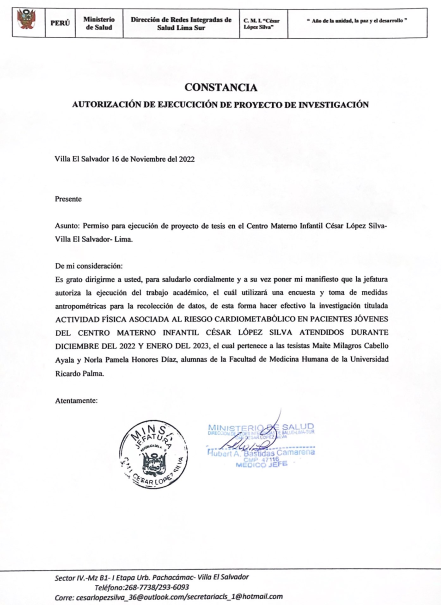 PERÚ
Ministerio
de Salud
Dirección de Redes Integradas de
Salud Lima Sur
C. M. I. "César
López Silva"
" Año de la unidad, la paz y el desarrollo "
CONSTANCIA
AUTORIZACIÓN DE EJECUCICIÓN DE PROYECTO DE INVESTIGACIÓN
Villa El Salvador 16 de Noviembre del 2022
Presente
Asunto: Permiso para ejecución de proyecto de tesis en el Centro Materno Infantil César López Silva-
Villa El Salvador- Lima.
De mi consideración:
Es grato dirigirme a usted, para saludarlo cordialmente y a su vez poner mi manifiesto que la jefatura
autoriza la ejecución del trabajo académico, el cuál utilizará una encuesta y toma de medidas
antropométricas para la recolección de datos, de esta forma hacer efectivo la investigación titulada
ACTIVIDAD FÍSICA ASOCIADA AL RIESGO CARDIOMETABÓLICO EN PACIENTES JÓVENES
DEL CENTRO MATERNO INFANTIL CÉSAR LÓPEZ SILVA ATENDIDOS DURANTE
DICIEMBRE DEL 2022 Y ENERO DEL 2023, el cual pertenece a las tesistas Maite Milagros Cabello
Ayala y Norla Pamela Honores Díaz, alumnas de la Facultad de Medicina Humana de la Universidad
Ricardo Palma.
Atentamente:
MINSA
JEFATURA
CESAR LOPEZ SILVA
MINISTERIO DE SALUD
Hubert A. Bastidas Camarena
CMP 47116
MEDICO JEFE
Sector IV.-Mz B1- I Etapa Urb. Pachacámac- Villa El Salvador
Teléfono:268-7738/293-6093
Corre: cesarlopezsilva_36@outlook.com/secretariacls_1@hotmail.com